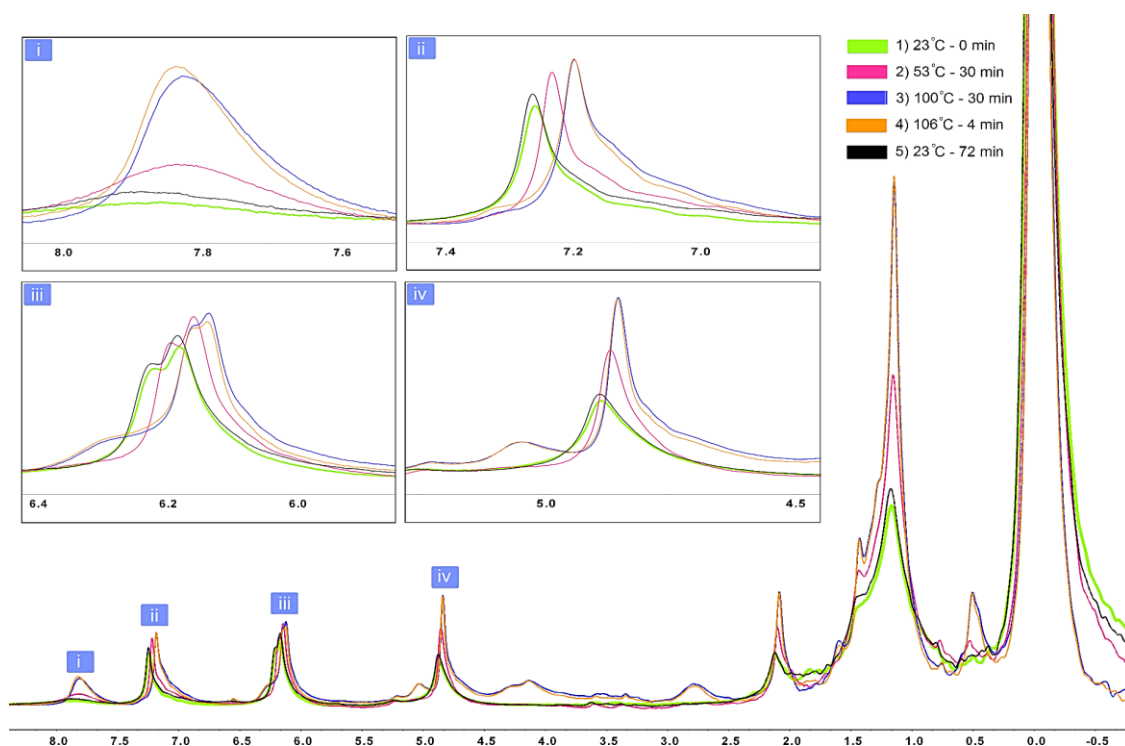 i
8.0 7.8 7.6
ii
7.4 7.2 7.0
1) 23°C - 0 min
2) 53°C - 30 min
3) 100°C - 30 min
4) 106°C - 4 min
5) 23°C - 72 min
iii
6.4 6.2 6.0
iv
5.0 4.5
i
ii
iii
iv
8.0 7.5 7.0 6.5 6.0 5.5 5.0 4.5 4.0 3.5 3.0 2.5 2.0 1.5 1.0 0.5 0.0 -0.5